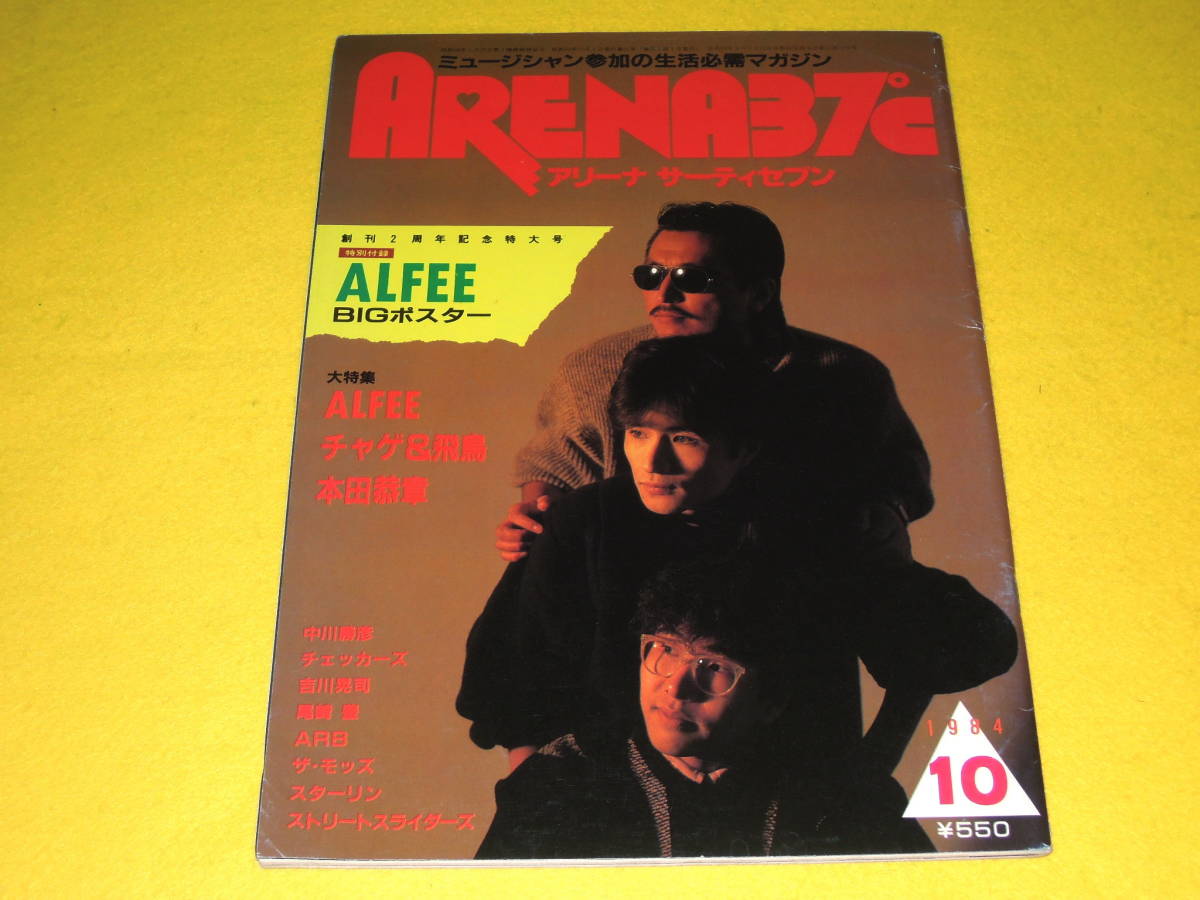 ミュージシャン参加の生活必需マガジン
ARENA37°c
アリーナ サーティセブン
創刊2周年記念特大号
特別付録
ALFEE
BIGポスター
大特集
ALFEE
チャゲ&飛鳥
本田恭章
中川勝彦
チェッカーズ
吉川晃司
尾崎 豊
ARB
ザ・モッズ
スターリン
ストリートスライダーズ
1984
10
¥550